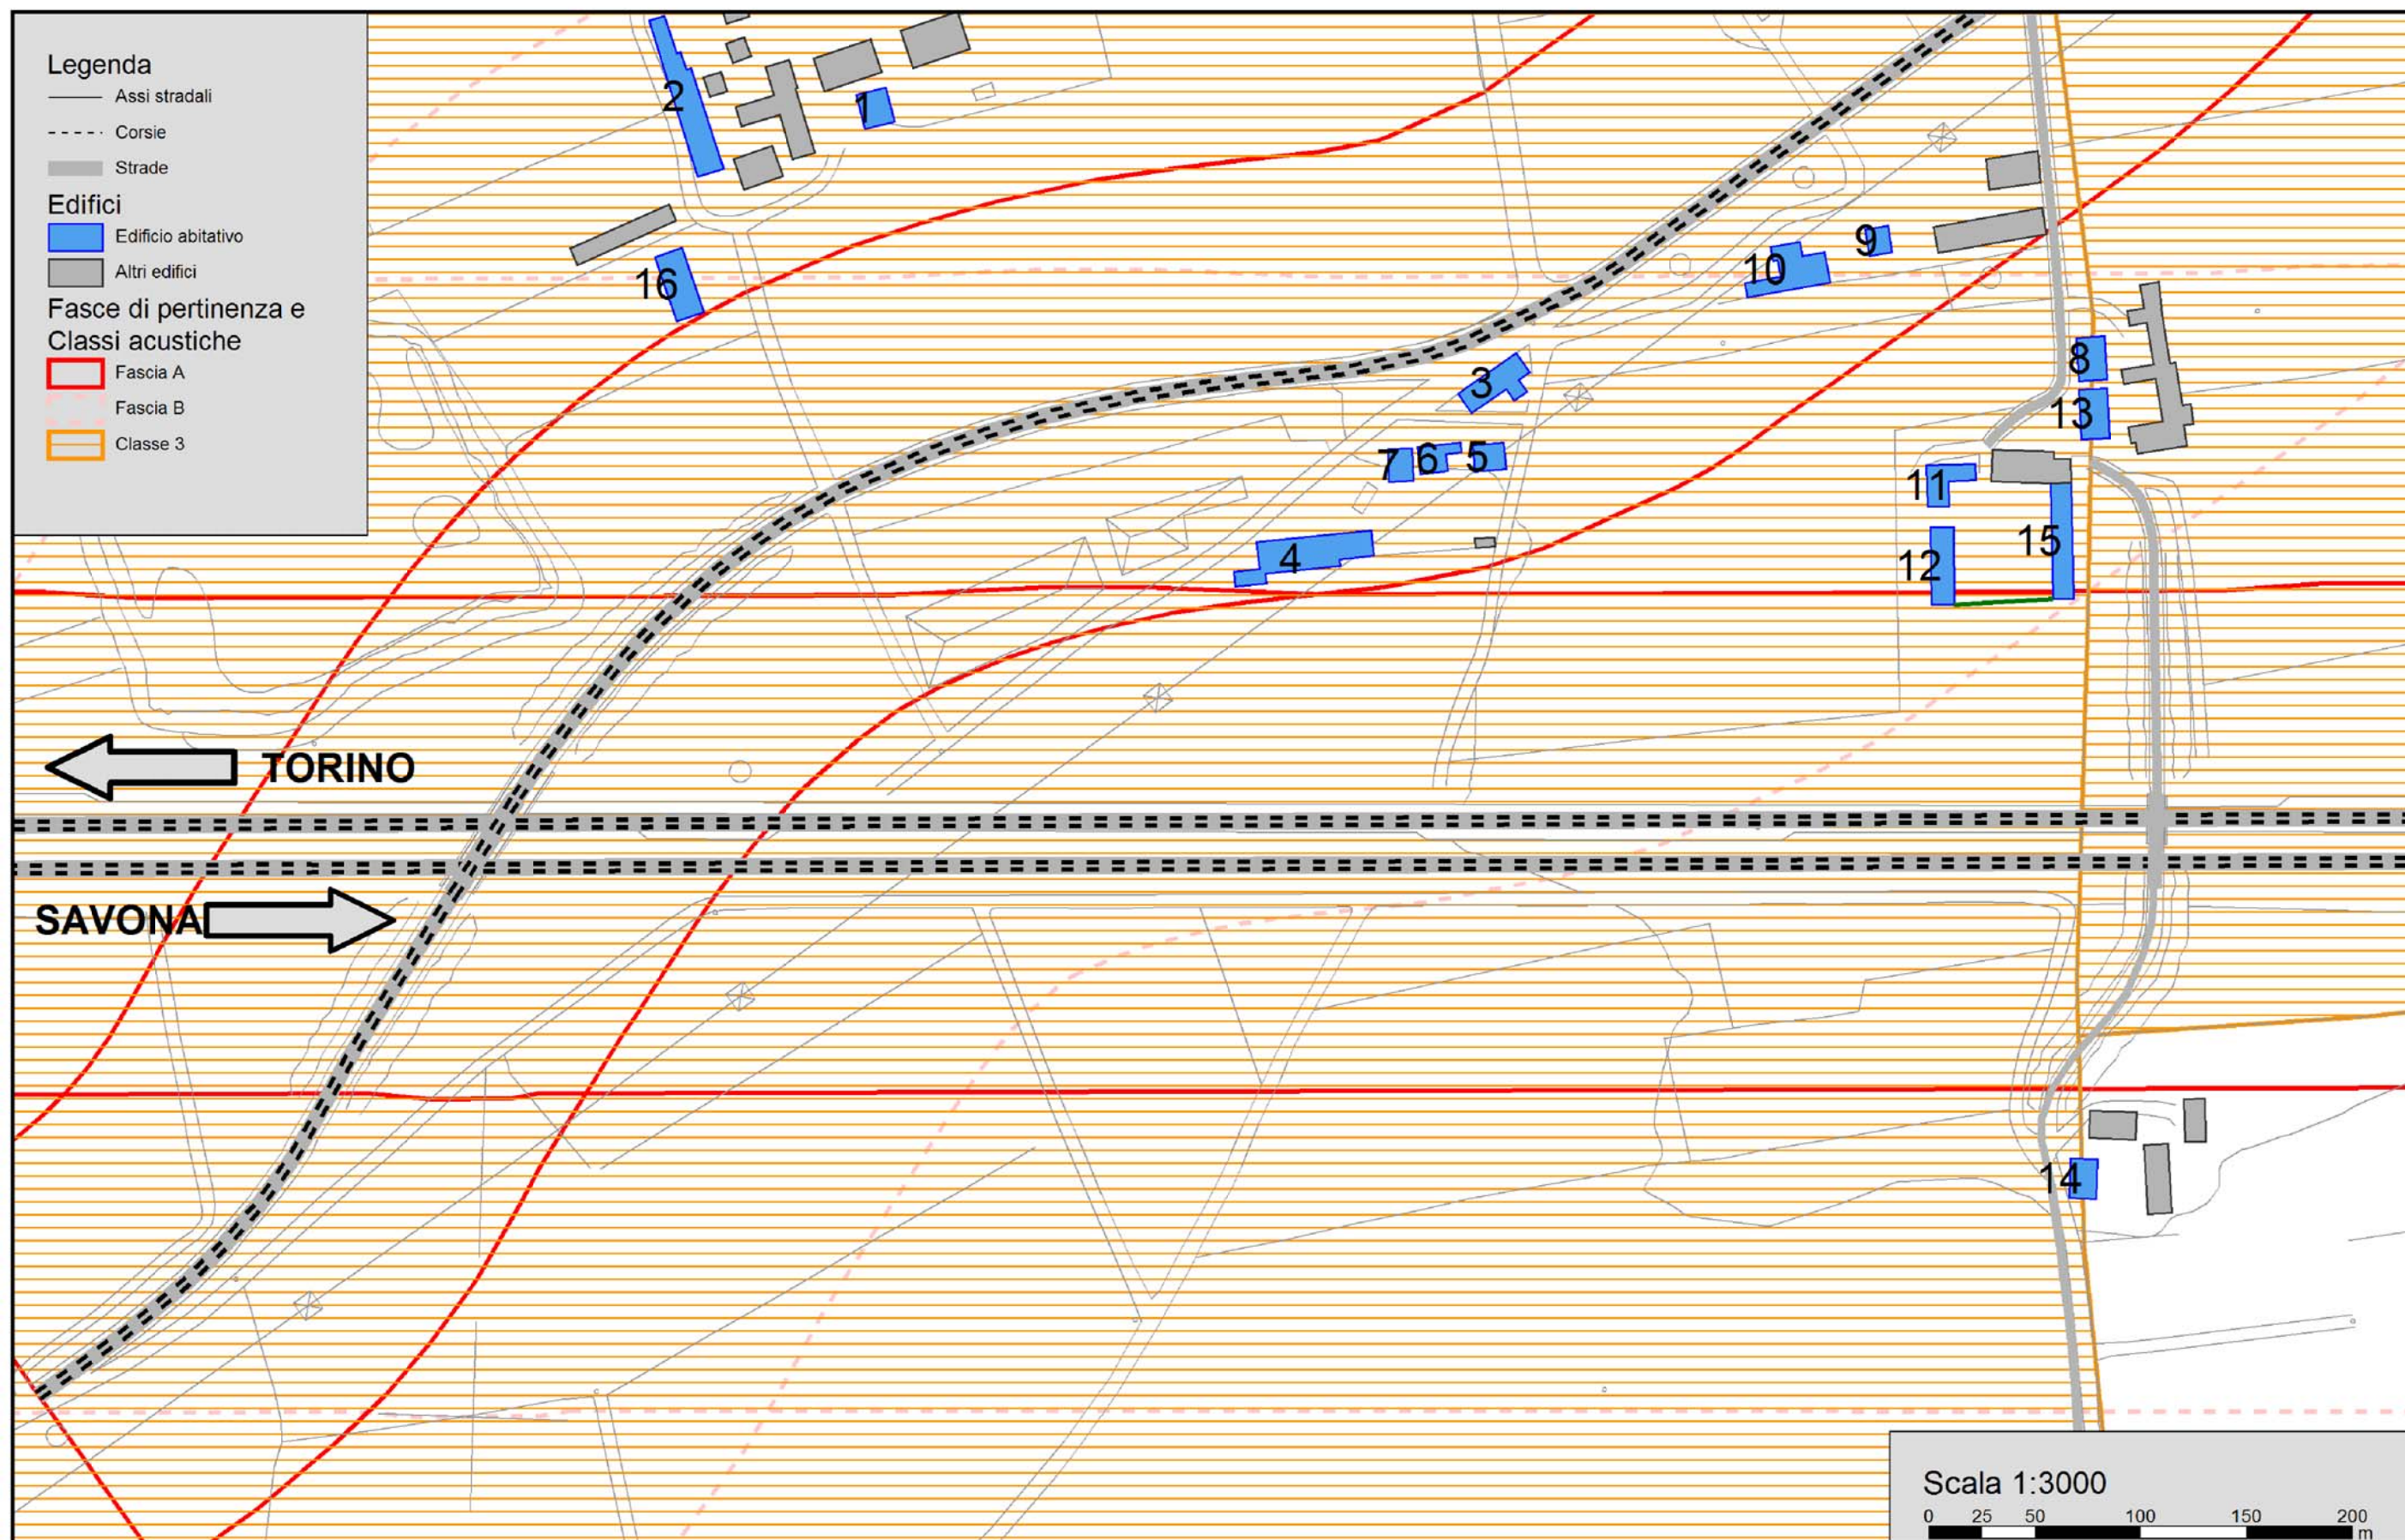 Legenda
Assi stradali
Corsie
Strade
Edifici
Edificio abitativo
Altri edifici
Fasce di pertinenza e
Classi acustiche
Fascia A
Fascia B
Classe 3
2
1
16
9
10
3
8
13
7 6 5
11
4
15
12
TORINO
SAVONA
14
Scala 1:3000
0 25 50 100 150 200
m